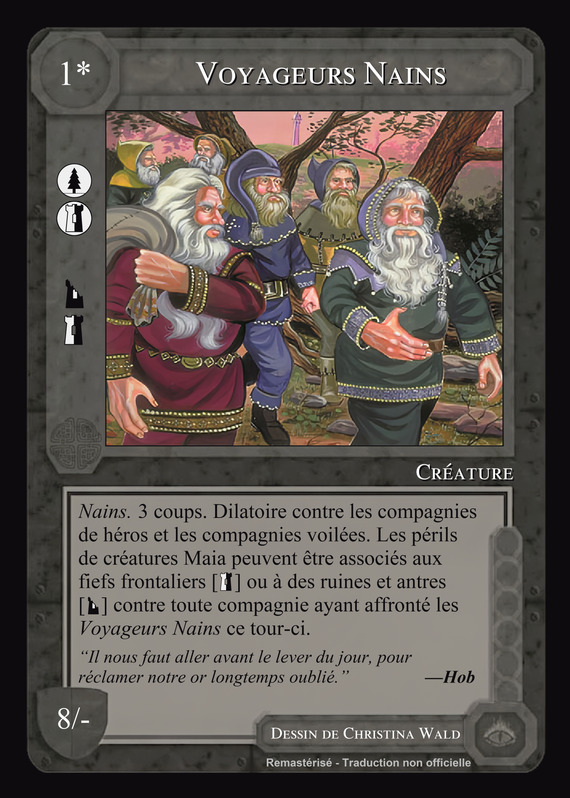 1*
VOYAGEURS NAINS
CRÉATURE
Nains. 3 coups. Dilatoire contre les compagnies
de héros et les compagnies voilées. Les périls
de créatures Maia peuvent être associés aux
fiefs frontaliers [ ] ou à des ruines et antres
[ ] contre toute compagnie ayant affronté les
Voyageurs Nains ce tour-ci.
“Il nous faut aller avant le lever du jour, pour
réclamer notre or longtemps oublié.” —Hob
8/-
DESSIN DE CHRISTINA WALD
Remastérisé - Traduction non officielle